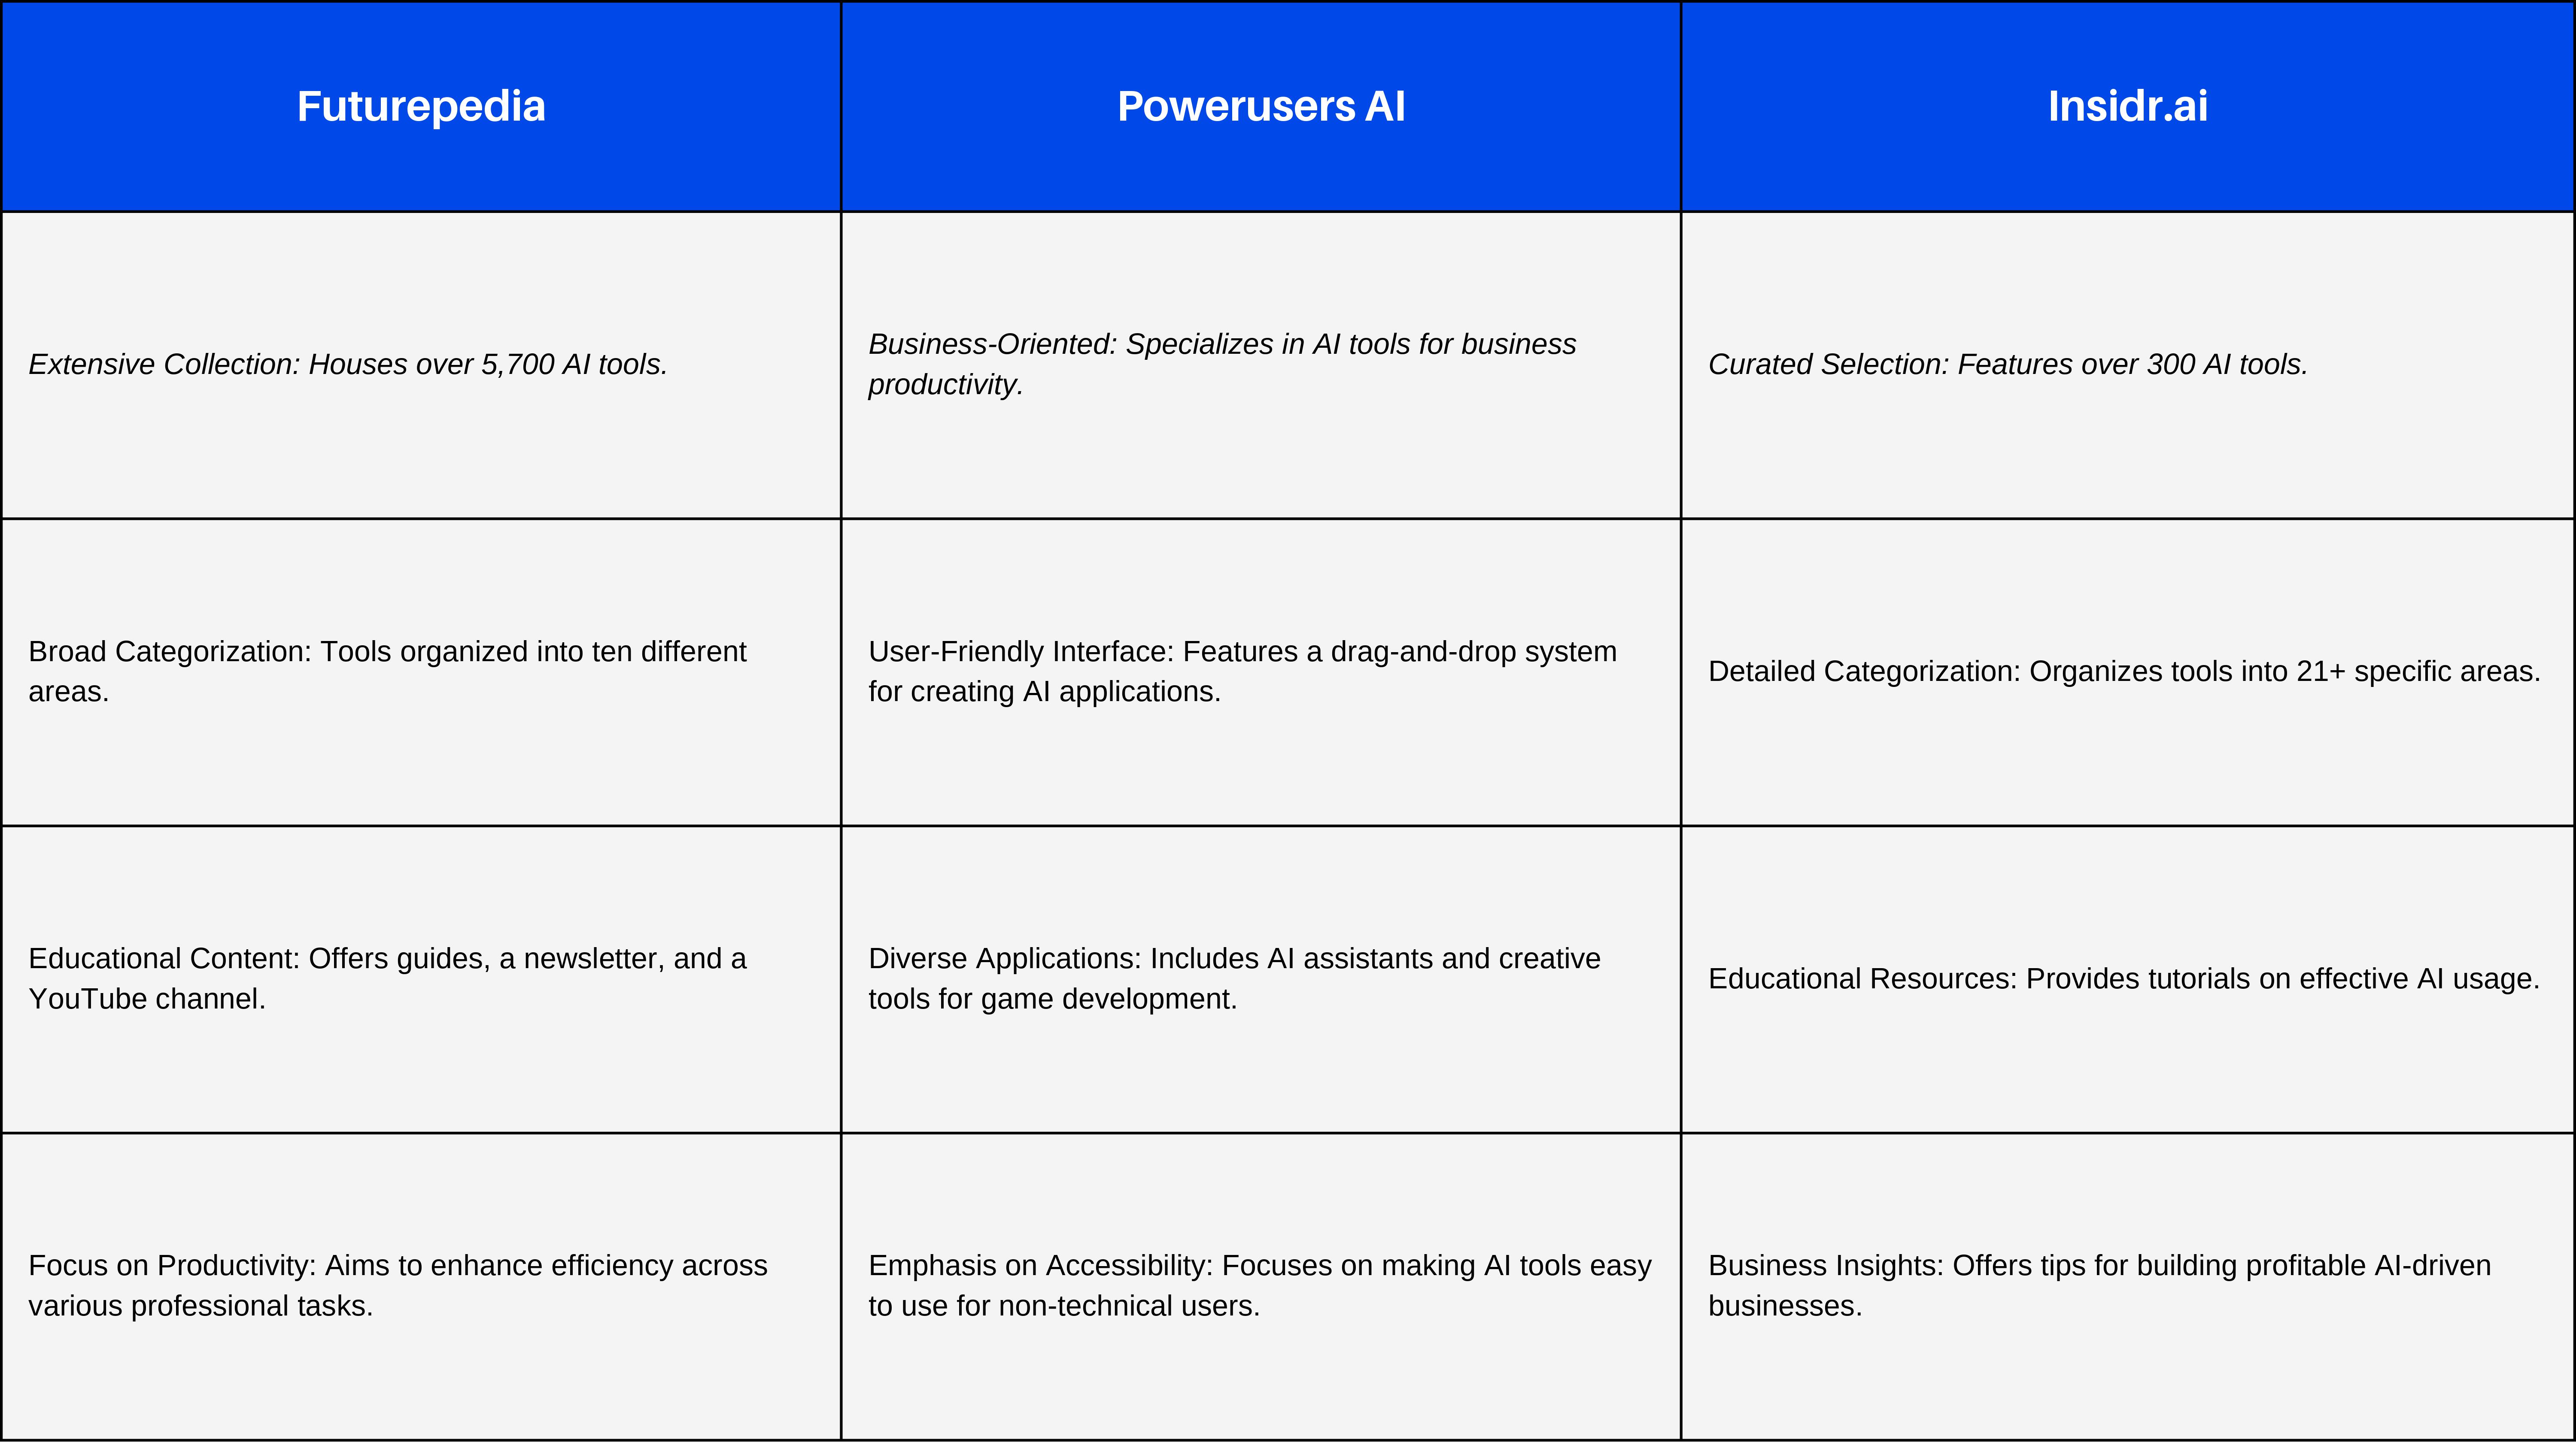 Futurepedia
Powerusers AI
Insidr.ai
Extensive Collection: Houses over 5,700 AI tools.
Business-Oriented: Specializes in AI tools for business
productivity.
Curated Selection: Features over 300 AI tools.
Broad Categorization: Tools organized into ten different
areas.
User-Friendly Interface: Features a drag-and-drop system
for creating AI applications.
Detailed Categorization: Organizes tools into 21+ specific areas.
Educational Content: Offers guides, a newsletter, and a
YouTube channel.
Diverse Applications: Includes AI assistants and creative
tools for game development.
Educational Resources: Provides tutorials on effective AI usage.
Focus on Productivity: Aims to enhance efficiency across
various professional tasks.
Emphasis on Accessibility: Focuses on making AI tools easy
to use for non-technical users.
Business Insights: Offers tips for building profitable AI-driven
businesses.